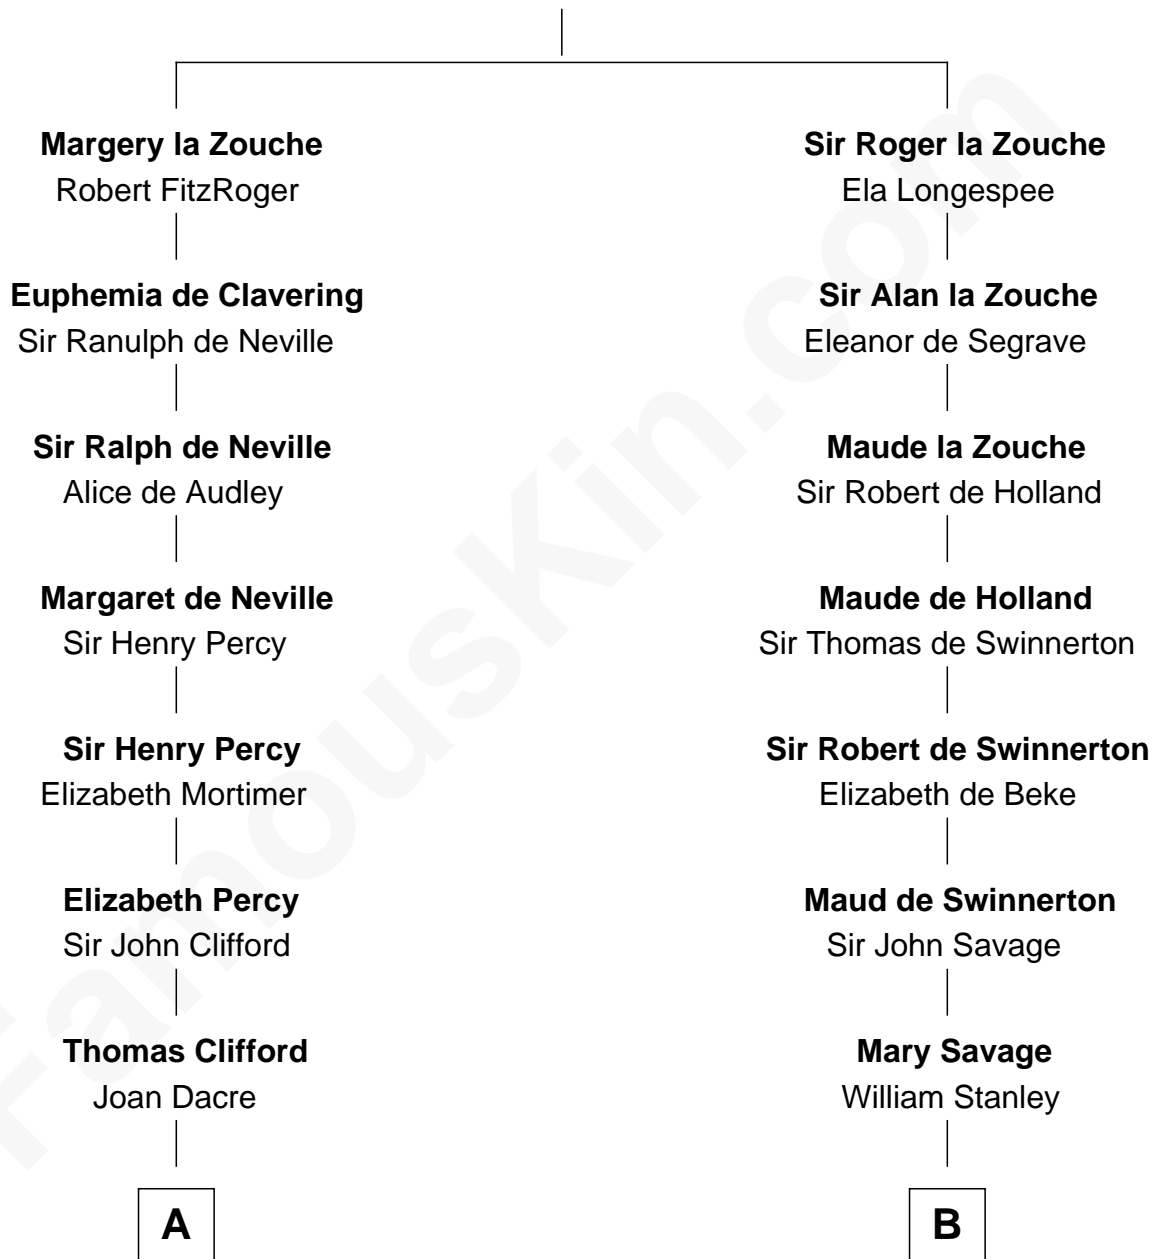 Margery la Zouche
Robert FitzRoger
Sir Roger la Zouche
Ela Longespee
Euphemia de Clavering
Sir Ranulph de Neville
Sir Alan la Zouche
Eleanor de Segrave
Sir Ralph de Neville
Alice de Audley
Maude la Zouche
Sir Robert de Holland
Margaret de Neville
Sir Henry Percy
Maude de Holland
Sir Thomas de Swinnerton
Sir Henry Percy
Elizabeth Mortimer
Sir Robert de Swinnerton
Elizabeth de Beke
Elizabeth Percy
Sir John Clifford
Maud de Swinnerton
Sir John Savage
Thomas Clifford
Joan Dacre
Mary Savage
William Stanley
A
B
FamousKin.com